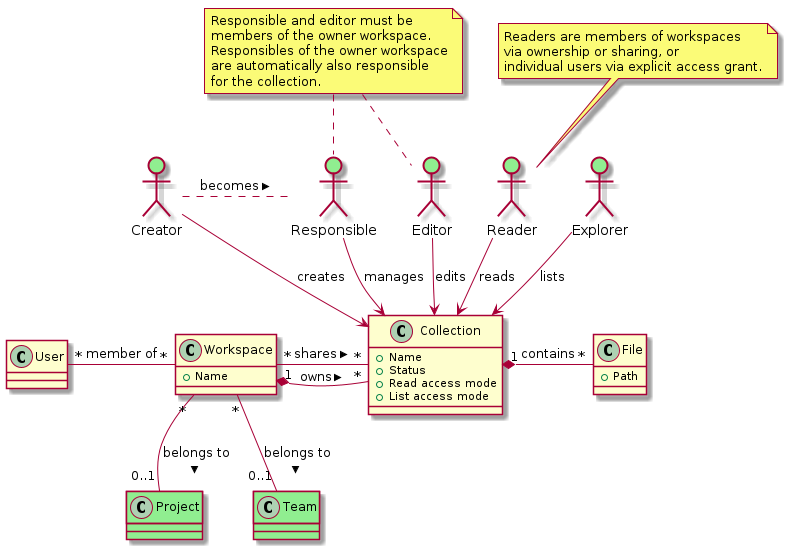 Responsible and editor must be
members of the owner workspace.
Responsibles of the owner workspace
are automatically also responsible
for the collection.
Readers are members of workspaces
via ownership or sharing, or
individual users via explicit access grant.
becomes ▶
Creator
Responsible
Editor
Reader
Explorer
creates
manages
edits
reads
lists
C User
* member of *
C Workspace
+ Name
* shares ▶ *
1 owns ▶ *
C Collection
+ Name
+ Status
+ Read access mode
+ List access mode
1 contains *
C File
+ Path
*
belongs to
▼
0..1
*
belongs to
▼
0..1
C Project
C Team